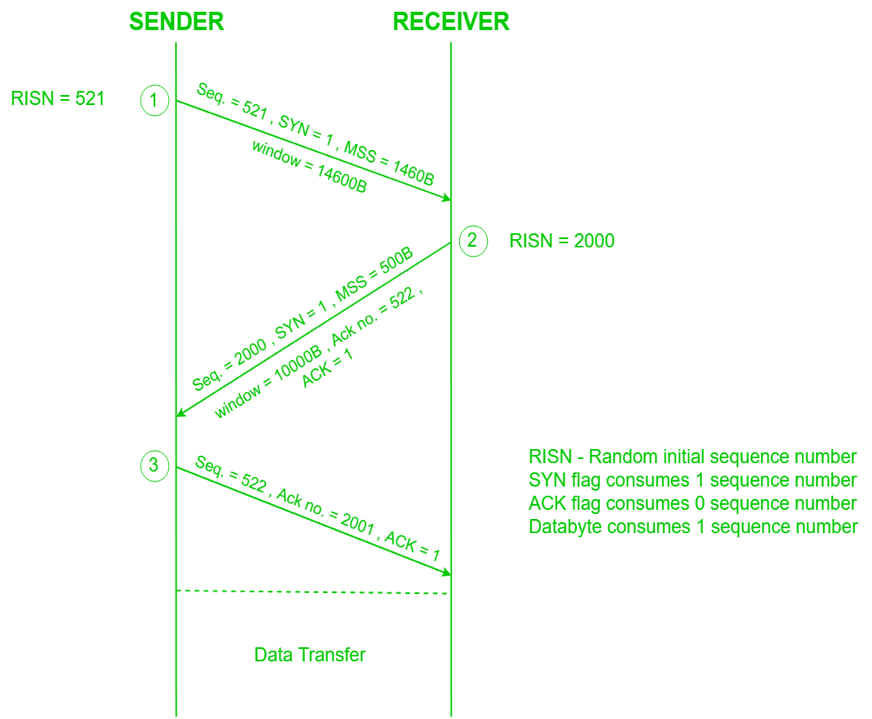 SENDER
RECEIVER
RISN = 521
1
Seq. = 521 , SYN = 1 , MSS = 1460B
window = 14600B
2
RISN = 2000
Seq. = 2000 , SYN = 1 , MSS = 500B
window = 10000B , Ack no. = 522 ,
ACK = 1
3
Seq. = 522 , Ack no. = 2001 , ACK = 1
RISN - Random initial sequence number
SYN flag consumes 1 sequence number
ACK flag consumes 0 sequence number
Databyte consumes 1 sequence number
Data Transfer